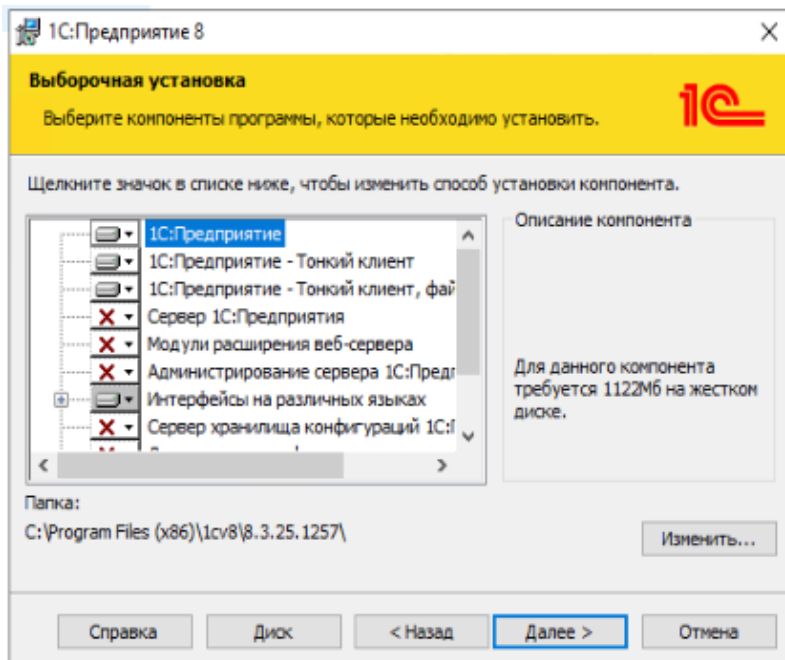 1С:Предприятие 8
Выборочная установка
Выберите компоненты программы, которые необходимо установить.
1С
Щелкните значок в списке ниже, чтобы изменить способ установки компонента.
1С:Предприятие
1С:Предприятие - Тонкий клиент
1С:Предприятие - Тонкий клиент, фай
Сервер 1С:Предприятия
Модули расширения веб-сервера
Администрирование сервера 1С:Предг
Интерфейсы на различных языках
Сервер хранилища конфигураций 1С:Г
Описание компонента
Для данного компонента
требуется 1122Мб на жестком
диске.
Папка:
C:\Program Files (x86)\1cv8\8.3.25.1257\
Изменить...
Справка
Диск
< Назад
Далее >
Отмена